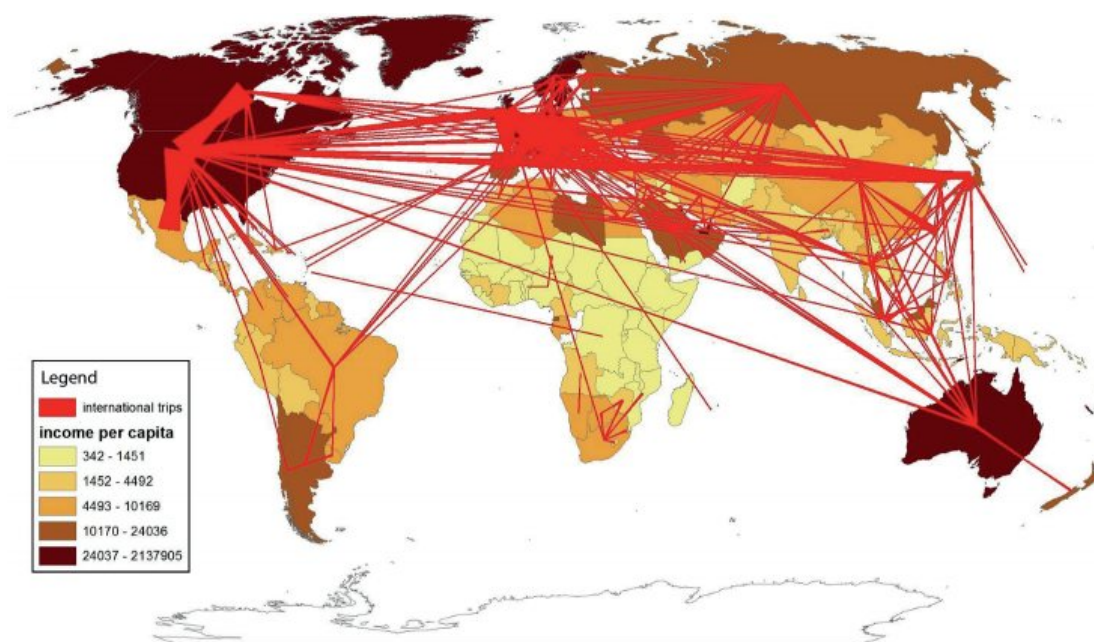 Legend
international trips
income per capita
342 - 1451
1452 - 4492
4493 - 10169
10170 - 24036
24037 - 2137905